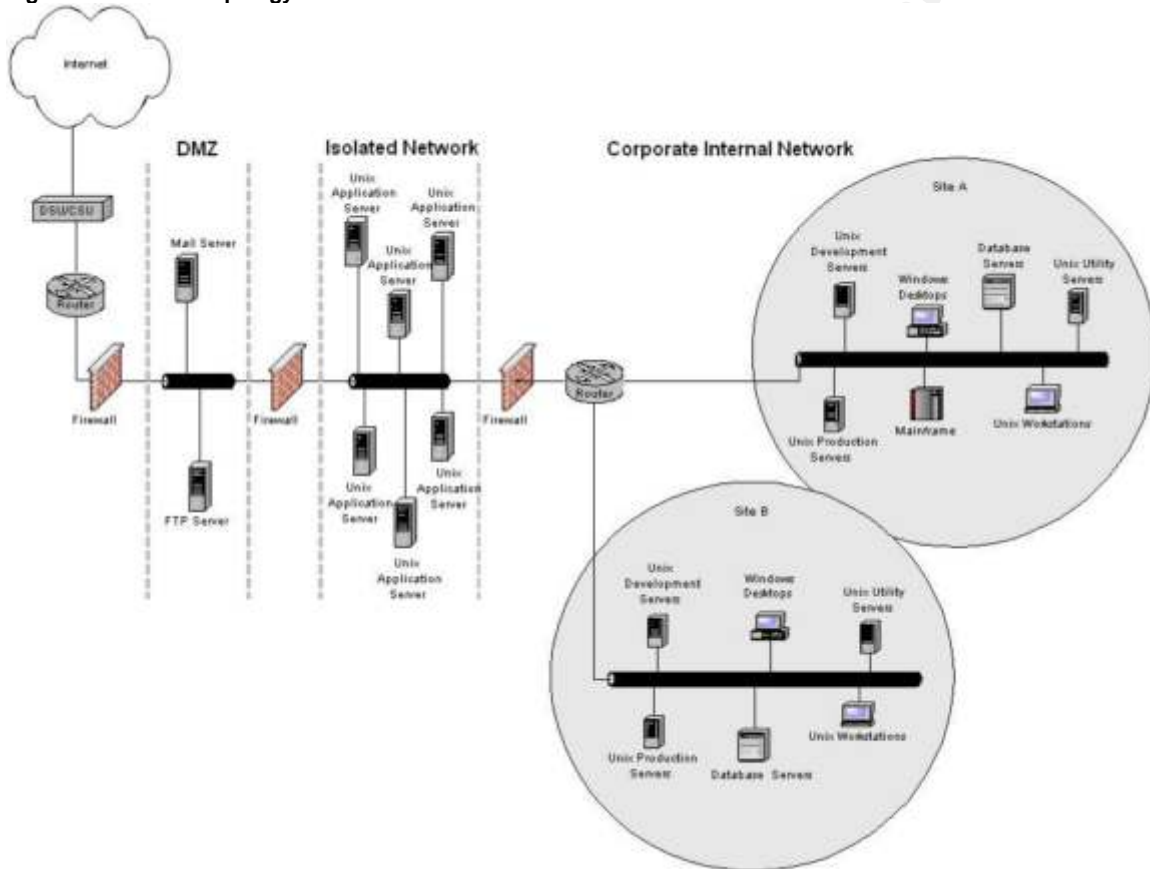 Internet
DMZ
Isolated Network
Corporate Internal Network
DSU/CSU
Router
Firewall
Mail Server
FTP Server
Firewall
Unix
Application
Server
Unix
Application
Server
Unix
Application
Server
Unix
Application
Server
Unix
Application
Server
Unix
Application
Server
Firewall
Router
Site A
Unix
Development
Servers
Windows
Desktops
Database
Servers
Unix Utility
Servers
Unix Production
Servers
Mainframe
Unix Workstations
Site B
Unix
Development
Servers
Windows
Desktops
Unix Utility
Servers
Unix Production
Servers
Database Servers
Unix Workstations